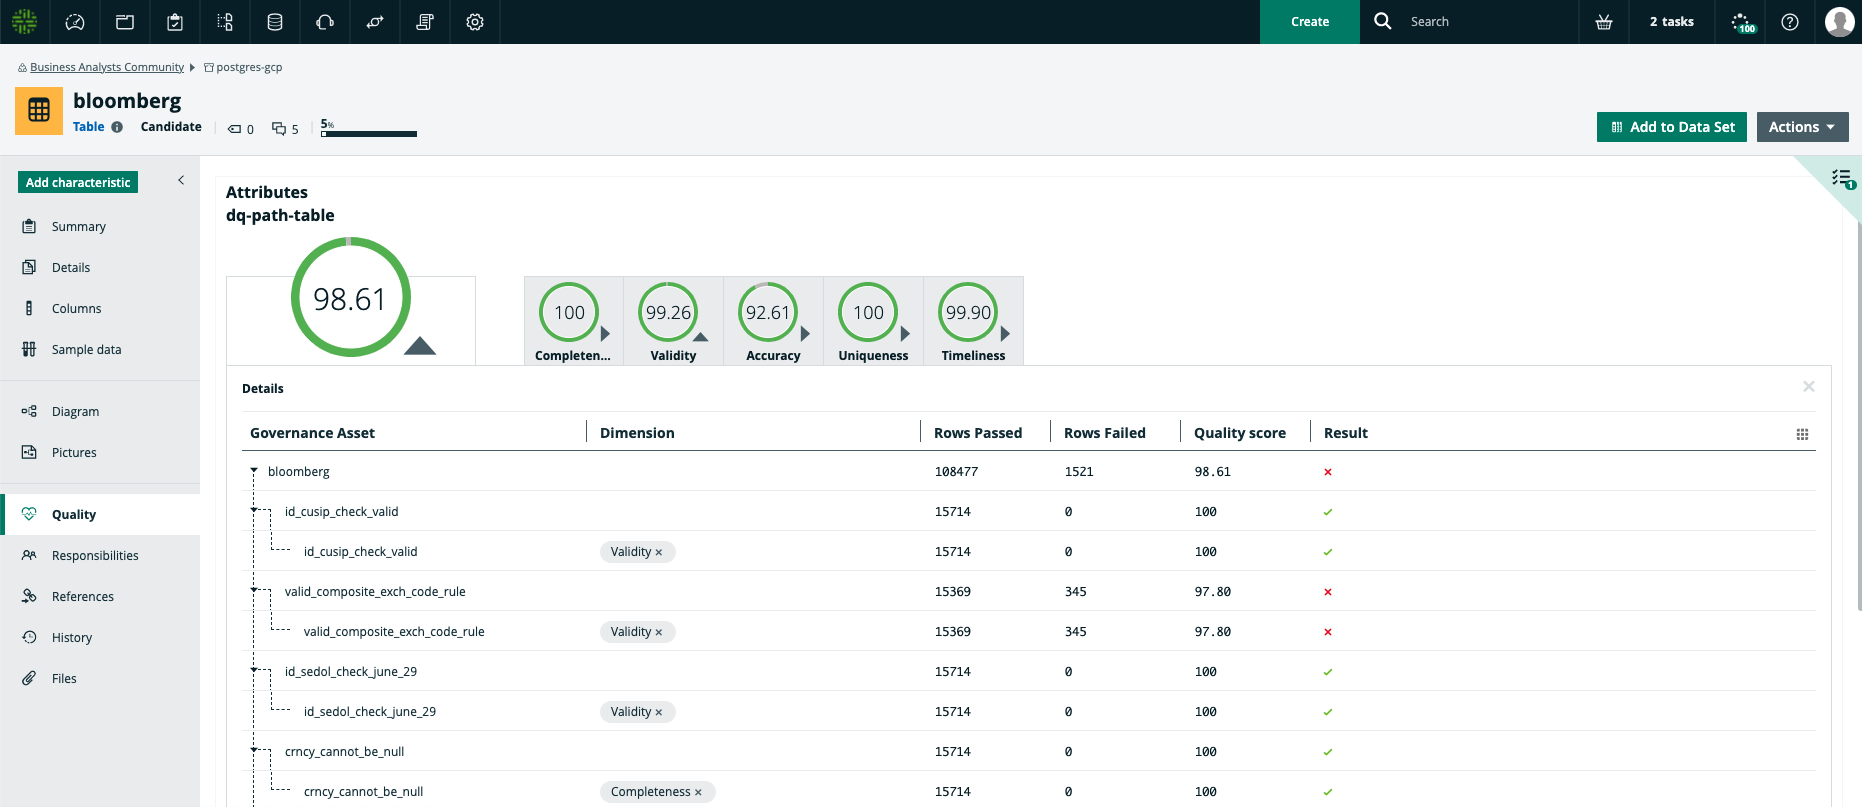 Create
Search
2 tasks
100
Business Analysts Community
postgres-gcp
bloomberg
Table
Candidate
0
5
5%
Add to Data Set
Actions
Add characteristic
Summary
Details
Columns
Sample data
Diagram
Pictures
Quality
Responsibilities
References
History
Files
1
Attributes
dq-path-table
98.61
100 99.26 92.61 100 99.90
Completen... Validity Accuracy Uniqueness Timeliness
Details
Governance Asset Dimension Rows Passed Rows Failed Quality score Result
bloomberg 108477 1521 98.61
id_cusip_check_valid 15714 0 100
id_cusip_check_valid Validity × 15714 0 100
valid_composite_exch_code_rule 15369 345 97.80
valid_composite_exch_code_rule Validity × 15369 345 97.80
id_sedol_check_june_29 15714 0 100
id_sedol_check_june_29 Validity × 15714 0 100
crncy_cannot_be_null 15714 0 100
crncy_cannot_be_null Completeness × 15714 0 100